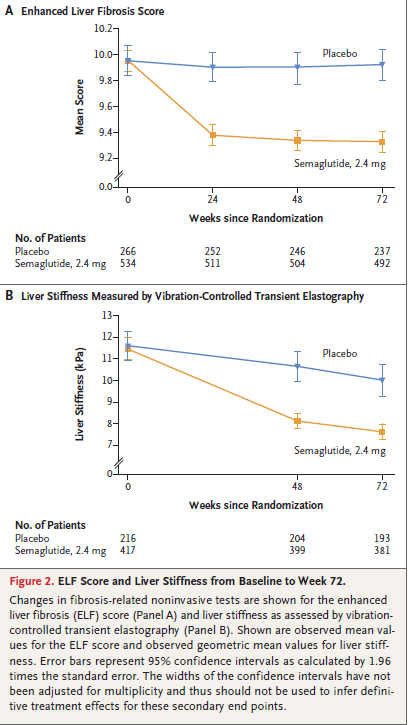 A Enhanced Liver Fibrosis Score
10.2
10.0
9.8
9.6
9.4
9.2
0.0
Mean Score
Placebo
Semaglutide, 2.4 mg
0 24 48 72
Weeks since Randomization
No. of Patients
Placebo 266 252 246 237
Semaglutide, 2.4 mg 534 511 504 492
B Liver Stiffness Measured by Vibration-Controlled Transient Elastography
13
12
11
10
9
8
7
0
Liver Stiffness (kPa)
Placebo
Semaglutide, 2.4 mg
0 48 72
Weeks since Randomization
No. of Patients
Placebo 216 204 193
Semaglutide, 2.4 mg 417 399 381
Figure 2. ELF Score and Liver Stiffness from Baseline to Week 72.
Changes in fibrosis-related noninvasive tests are shown for the enhanced
liver fibrosis (ELF) score (Panel A) and liver stiffness as assessed by vibration-
controlled transient elastography (Panel B). Shown are observed mean val-
ues for the ELF score and observed geometric mean values for liver stiff-
ness. Error bars represent 95% confidence intervals as calculated by 1.96
times the standard error. The widths of the confidence intervals have not
been adjusted for multiplicity and thus should not be used to infer defini-
tive treatment effects for these secondary end points.